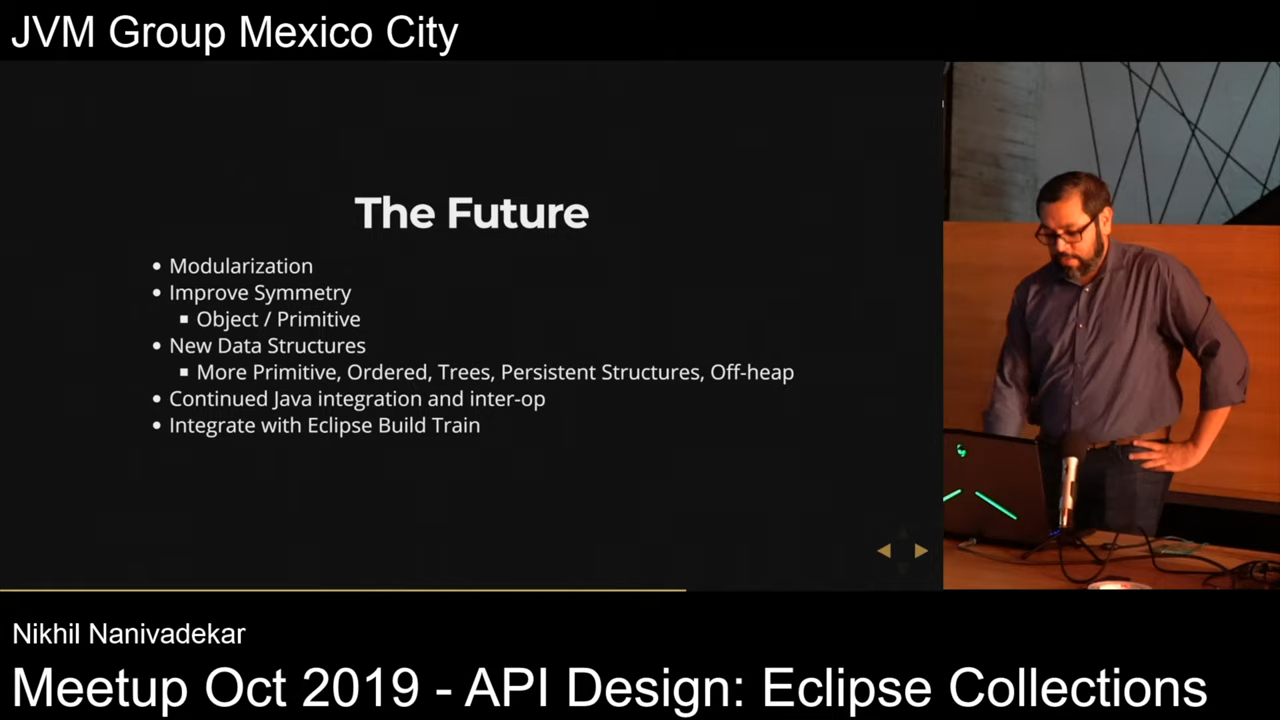 JVM Group Mexico City
The Future
• Modularization
• Improve Symmetry
▪ Object / Primitive
• New Data Structures
▪ More Primitive, Ordered, Trees, Persistent Structures, Off-heap
• Continued Java integration and inter-op
• Integrate with Eclipse Build Train
Nikhil Nanivadekar
Meetup Oct 2019 - API Design: Eclipse Collections